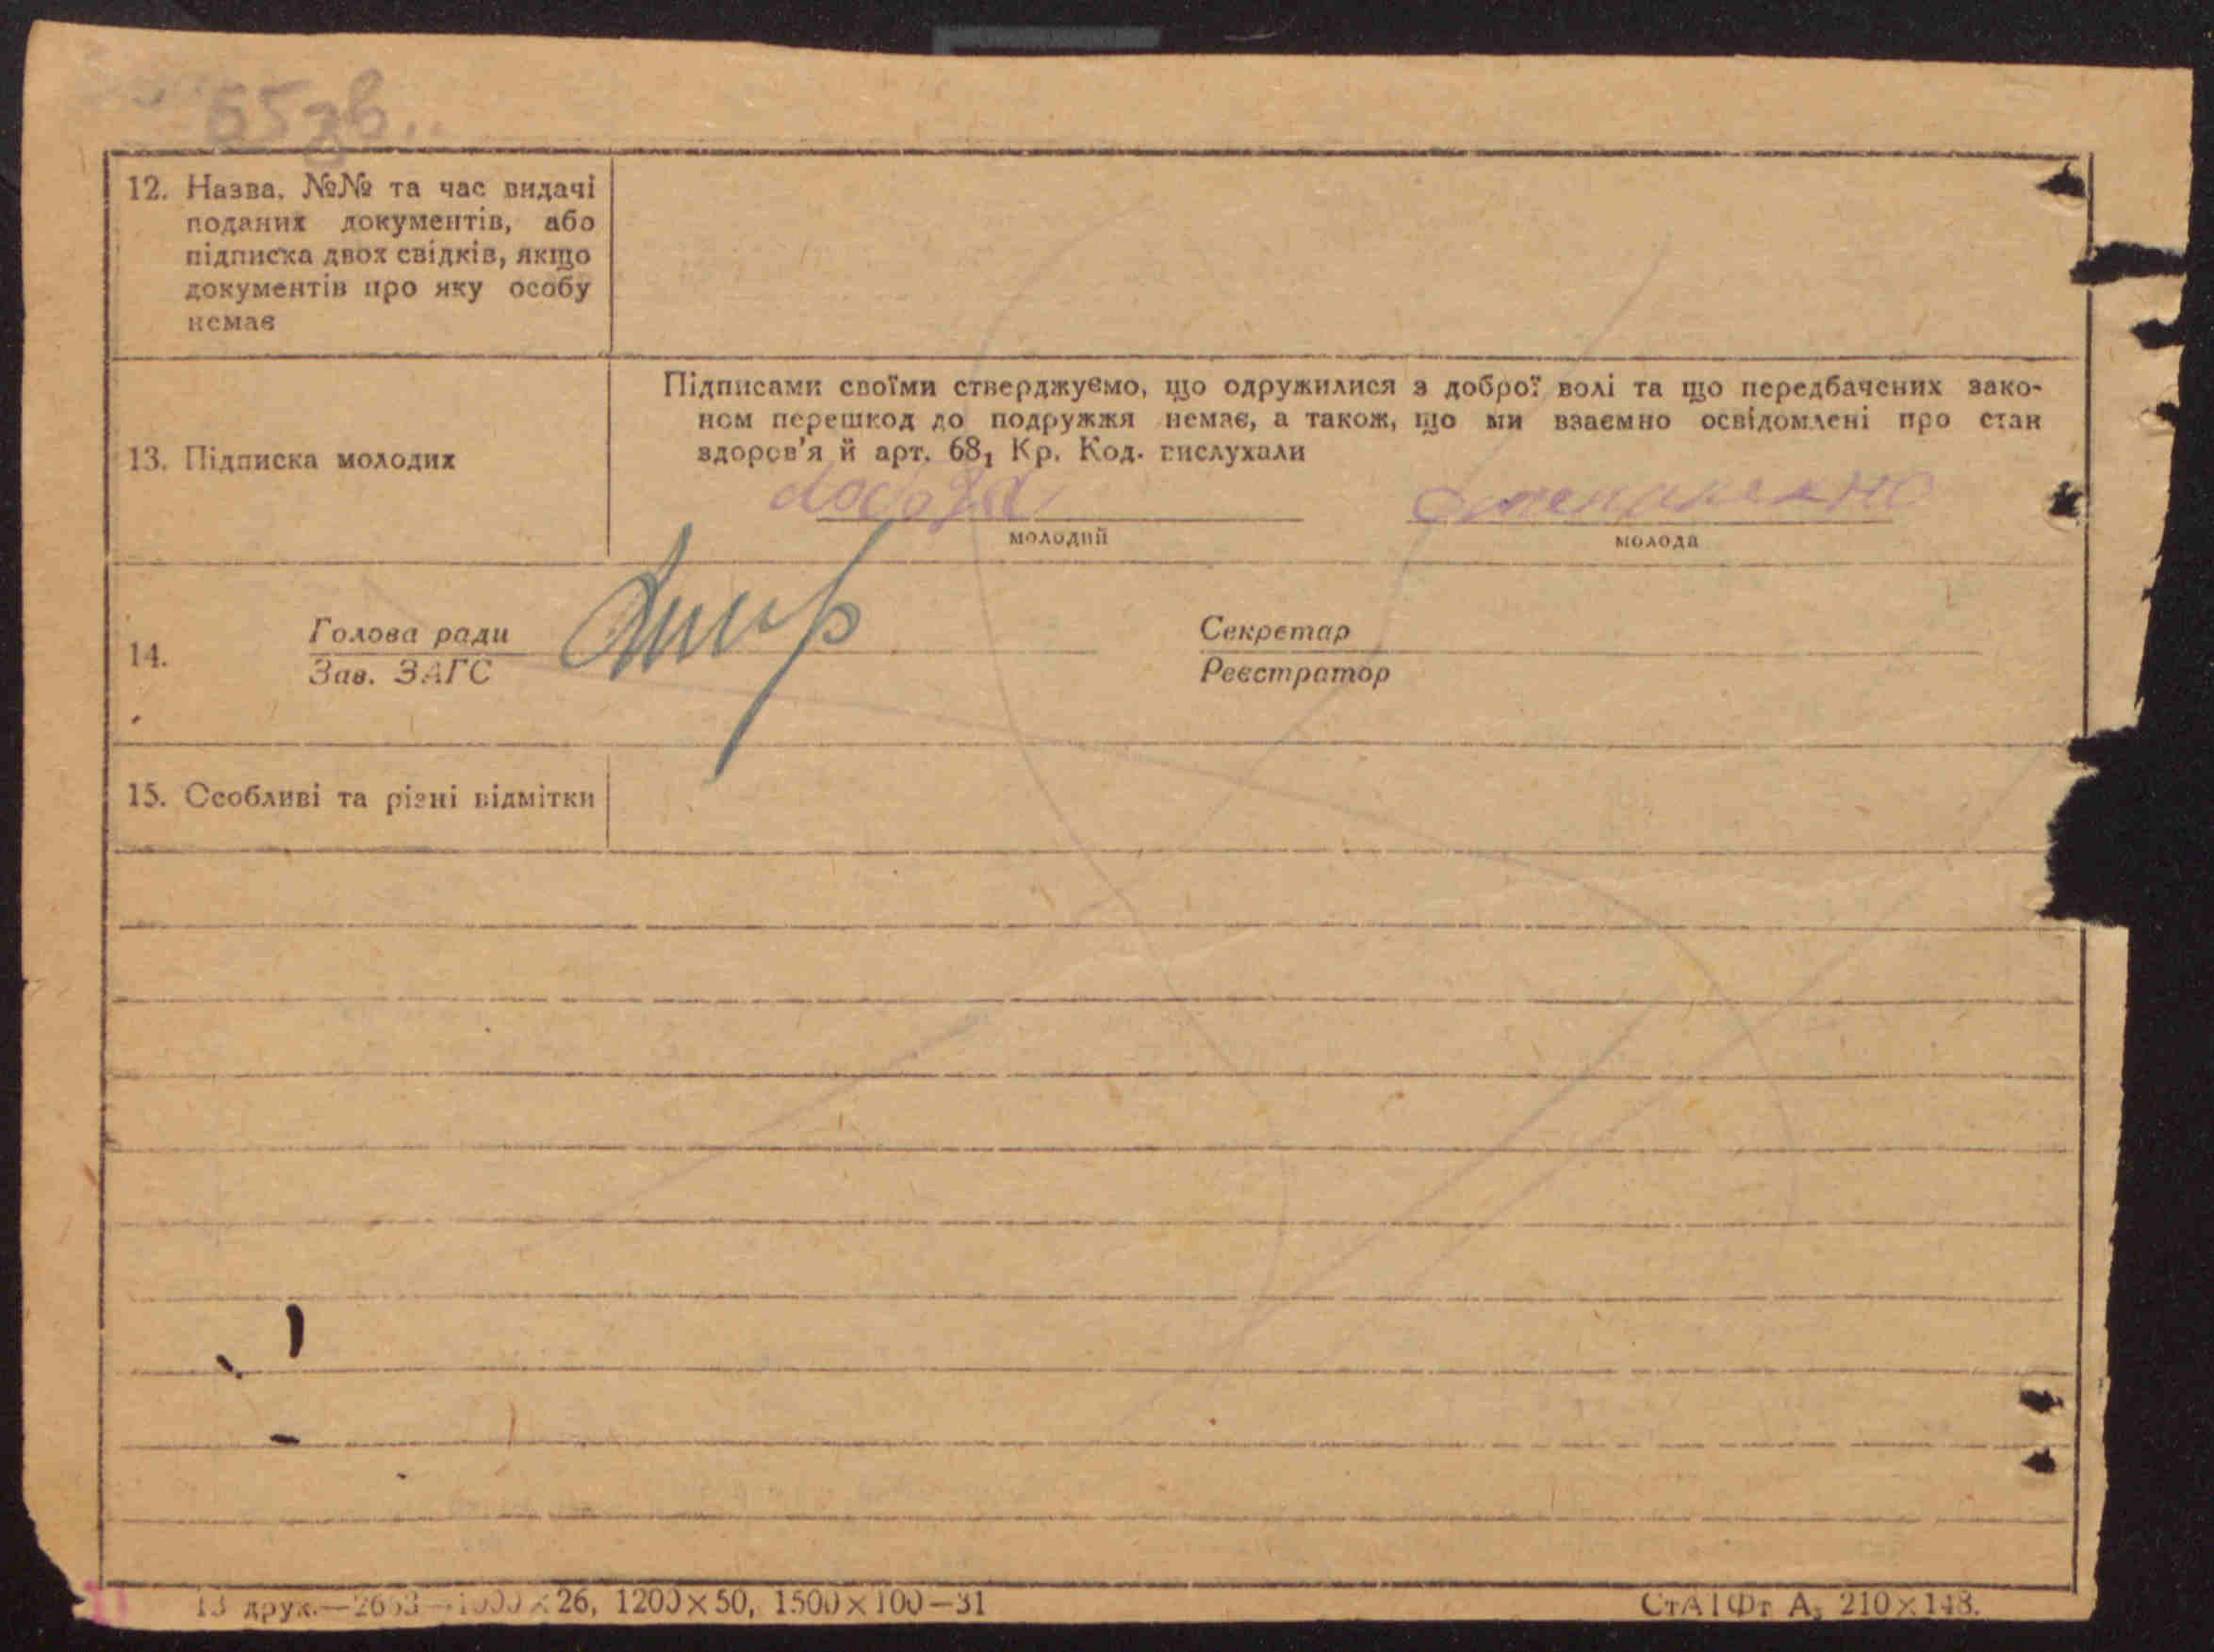 65зв..
12. Назва, №№ та час видачі
поданих документів, або
підписка двох свідків, якщо
документів про яку особу
немає
13. Підписка молодих
Підписами своїми стверджуємо, що одружилися з доброї волі та що передбачених зако-
ном перешкод до подружжя немає, а також, що ми взаємно освідомлені про стан
здоров'я й арт. 68₁ Кр. Код. вислухали
Лобода
молодий
молода
14.
Голова ради
Зав. ЗАГС
Секретар
Реєстратор
15. Особливі та різні відмітки
13 друк.—2653—1000×26, 1200×50, 1500×100—31
СтАІФт А₅ 210×148.